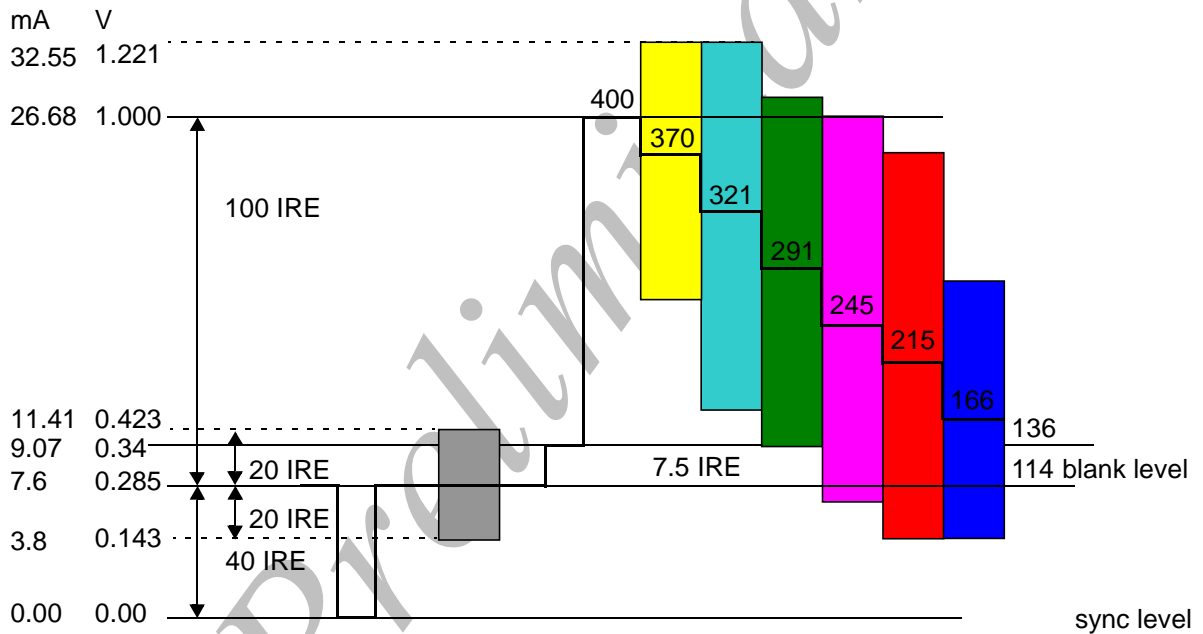 mA V
32.55 1.221
400
26.68 1.000
370
100 IRE
321
291
245
215
166
11.41 0.423
136
9.07 0.34
20 IRE
7.5 IRE
114 blank level
7.6 0.285
20 IRE
3.8 0.143
40 IRE
0.00 0.00
sync level